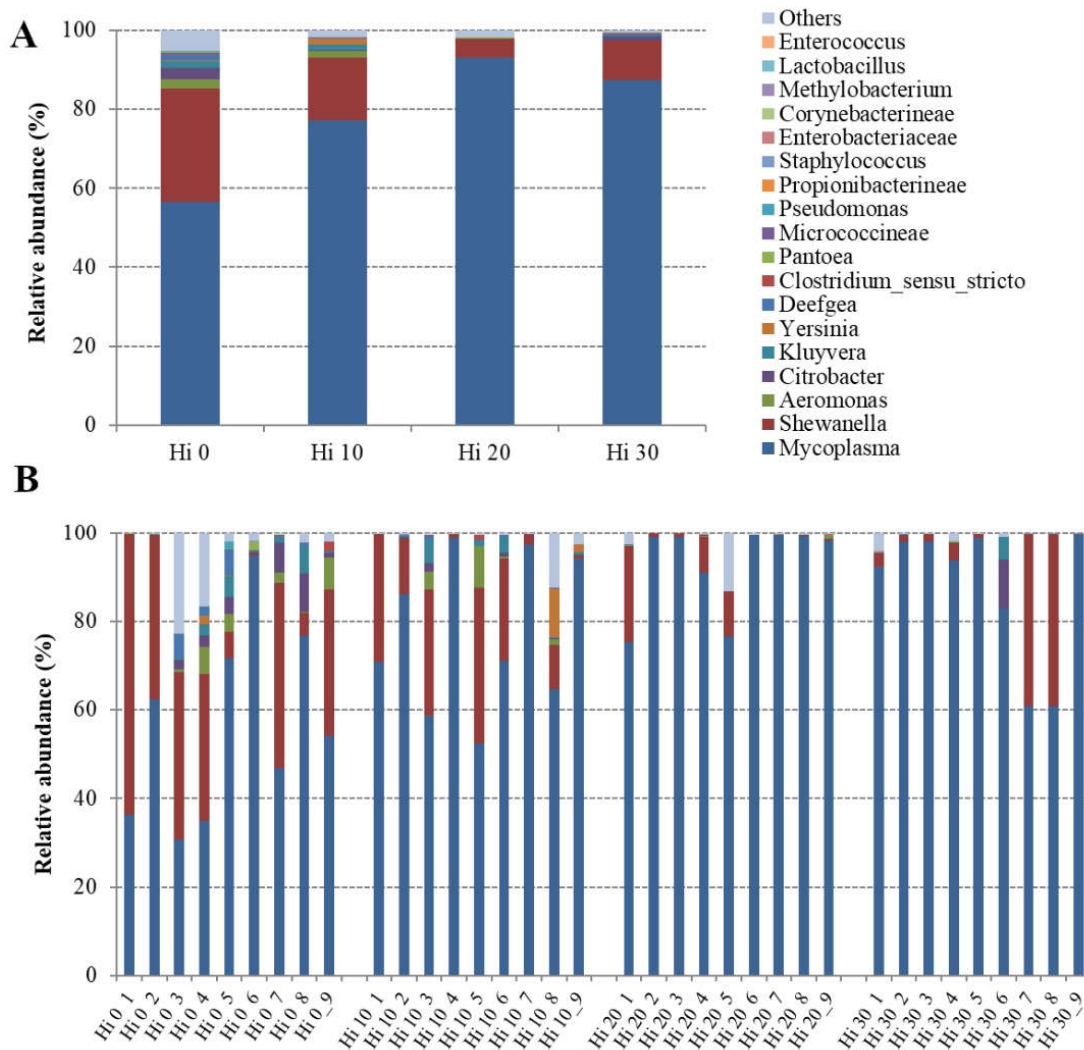 A
Relative abundance (%)
100
80
60
40
20
0
Hi 0
Hi 10
Hi 20
Hi 30
Others
Enterococcus
Lactobacillus
Methylobacterium
Corynebacterineae
Enterobacteriaceae
Staphylococcus
Propionibacterineae
Pseudomonas
Micrococcineae
Pantoea
Clostridium_sensu_stricto
Deefgea
Yersinia
Kluyvera
Citrobacter
Aeromonas
Shewanella
Mycoplasma
B
Relative abundance (%)
100
80
60
40
20
0
Hi 0_1
Hi 0_2
Hi 0_3
Hi 0_4
Hi 0_5
Hi 0_6
Hi 0_7
Hi 0_8
Hi 0_9
Hi 10_1
Hi 10_2
Hi 10_3
Hi 10_4
Hi 10_5
Hi 10_6
Hi 10_7
Hi 10_8
Hi 10_9
Hi 20_1
Hi 20_2
Hi 20_3
Hi 20_4
Hi 20_5
Hi 20_6
Hi 20_7
Hi 20_8
Hi 20_9
Hi 30_1
Hi 30_2
Hi 30_3
Hi 30_4
Hi 30_5
Hi 30_6
Hi 30_7
Hi 30_8
Hi 30_9